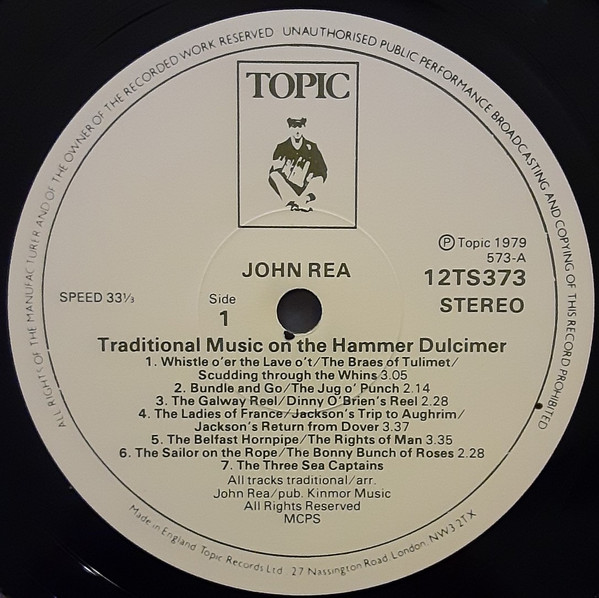 ALL RIGHTS OF THE MANUFACTURER AND OF THE OWNER OF THE RECORDED WORK RESERVED UNAUTHORISED PUBLIC PERFORMANCE BROADCASTING AND COPYING OF THIS RECORD PROHIBITED
TOPIC
℗ Topic 1979
573-A
JOHN REA
12TS373
SPEED 33⅓
Side
1
STEREO
Traditional Music on the Hammer Dulcimer
1. Whistle o'er the Lave o't/The Braes of Tulimet/
Scudding through the Whins 3.05
2. Bundle and Go/The Jug o' Punch 2.14
3. The Galway Reel/Dinny O'Brien's Reel 2.28
4. The Ladies of France/Jackson's Trip to Aughrim/
Jackson's Return from Dover 3.37
5. The Belfast Hornpipe/The Rights of Man 3.35
6. The Sailor on the Rope/The Bonny Bunch of Roses 2.28
7. The Three Sea Captains
All tracks traditional/arr.
John Rea/pub. Kinmor Music
All Rights Reserved
MCPS
Made in England Topic Records Ltd. 27 Nassington Road London. NW3 2TX